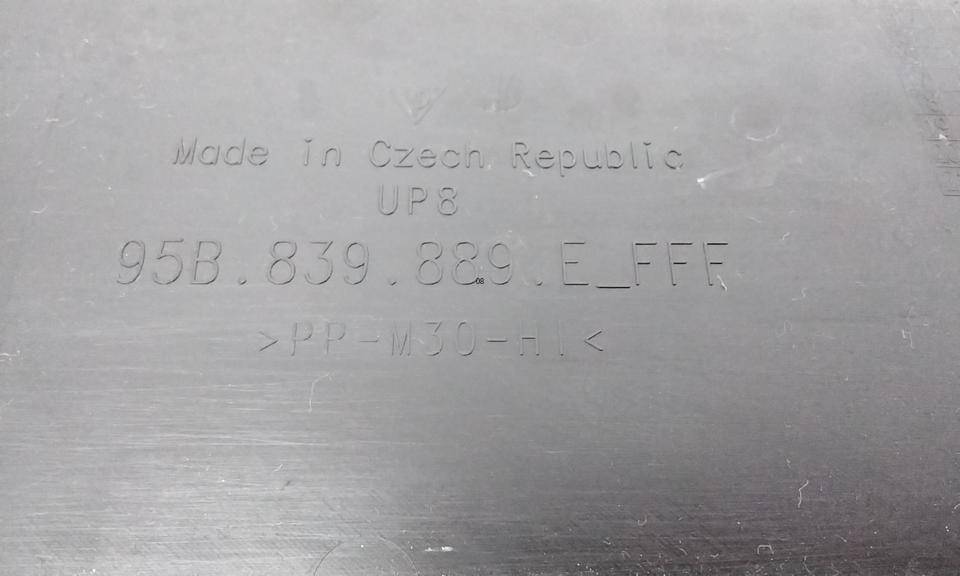 Made in Czech Republic
UP8
95B.839.889.E_FFF
>PP-M30-HI<